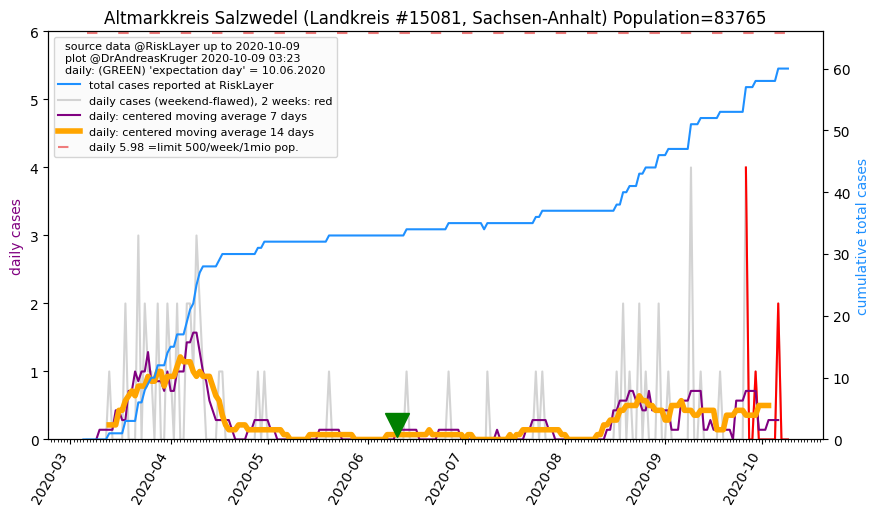 Altmarkkreis Salzwedel (Landkreis #15081, Sachsen-Anhalt) Population=83765
source data @RiskLayer up to 2020-10-09
plot @DrAndreasKruger 2020-10-09 03:23
daily: (GREEN) 'expectation day' = 10.06.2020
total cases reported at RiskLayer
daily cases (weekend-flawed), 2 weeks: red
daily: centered moving average 7 days
daily: centered moving average 14 days
daily 5.98 =limit 500/week/1mio pop.
daily cases
6
5
4
3
2
1
0
cumulative total cases
60
50
40
30
20
10
0
2020-03
2020-04
2020-05
2020-06
2020-07
2020-08
2020-09
2020-10